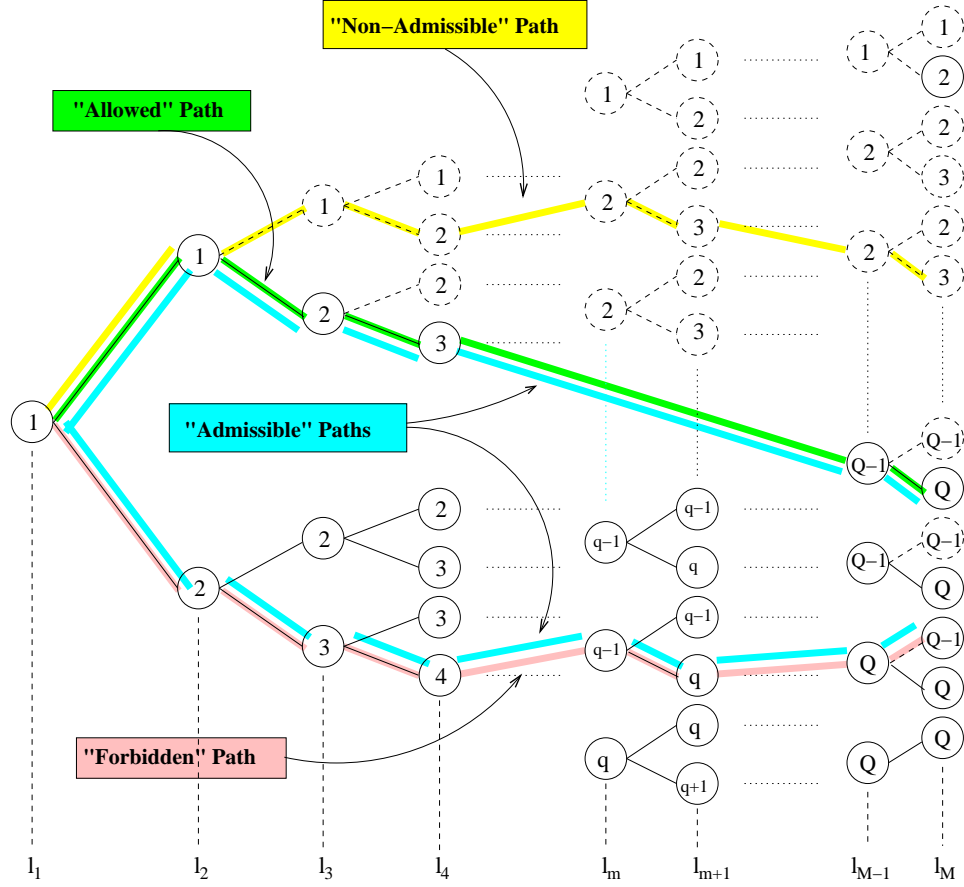 "Non−Admissible" Path
"Allowed" Path
"Admissible" Paths
"Forbidden" Path
1
1
2
1
2
2
3
1
2
2
3
2
3
3
4
1
2
2
q−1
q−1
q
1
2
2
3
2
3
q−1
q
q−1
q
q
q+1
1
2
2
Q−1
Q−1
Q
Q
1
2
2
3
2
3
Q−1
Q
Q−1
Q
Q−1
Q
Q
l1 l2 l3 l4 lm lm+1 lM−1 lM